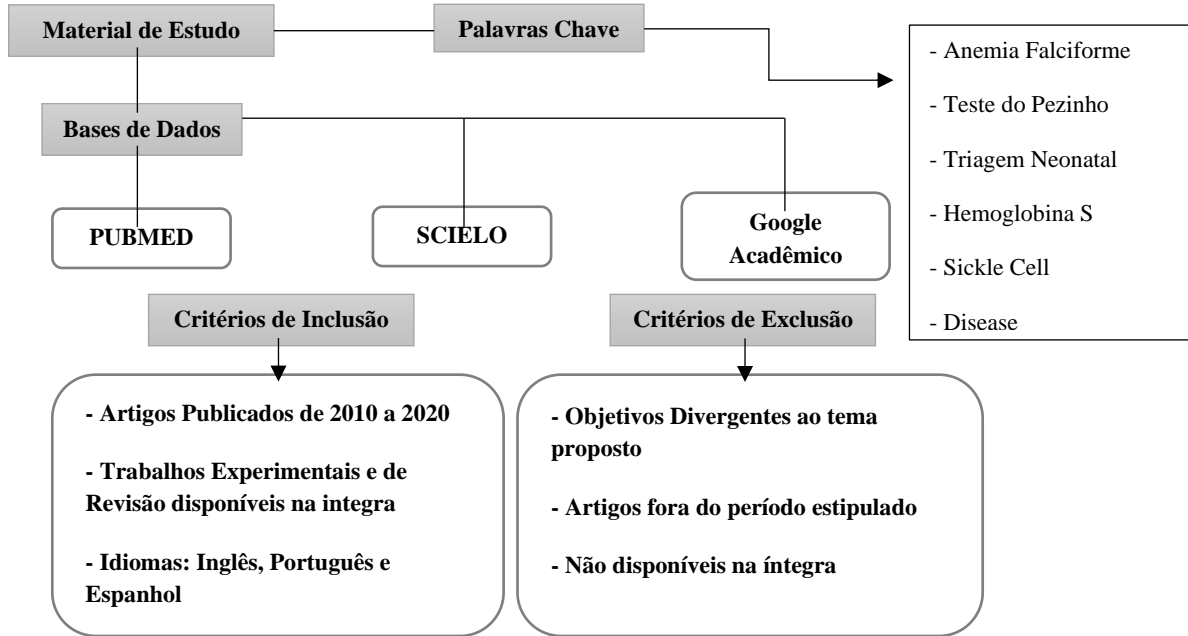 Material de Estudo
Palavras Chave
- Anemia Falciforme
- Teste do Pezinho
- Triagem Neonatal
- Hemoglobina S
- Sickle Cell
- Disease
Bases de Dados
PUBMED
SCIELO
Google
Acadêmico
Critérios de Inclusão
- Artigos Publicados de 2010 a 2020
- Trabalhos Experimentais e de
Revisão disponíveis na integra
- Idiomas: Inglês, Português e
Espanhol
Critérios de Exclusão
- Objetivos Divergentes ao tema
proposto
- Artigos fora do período estipulado
- Não disponíveis na íntegra